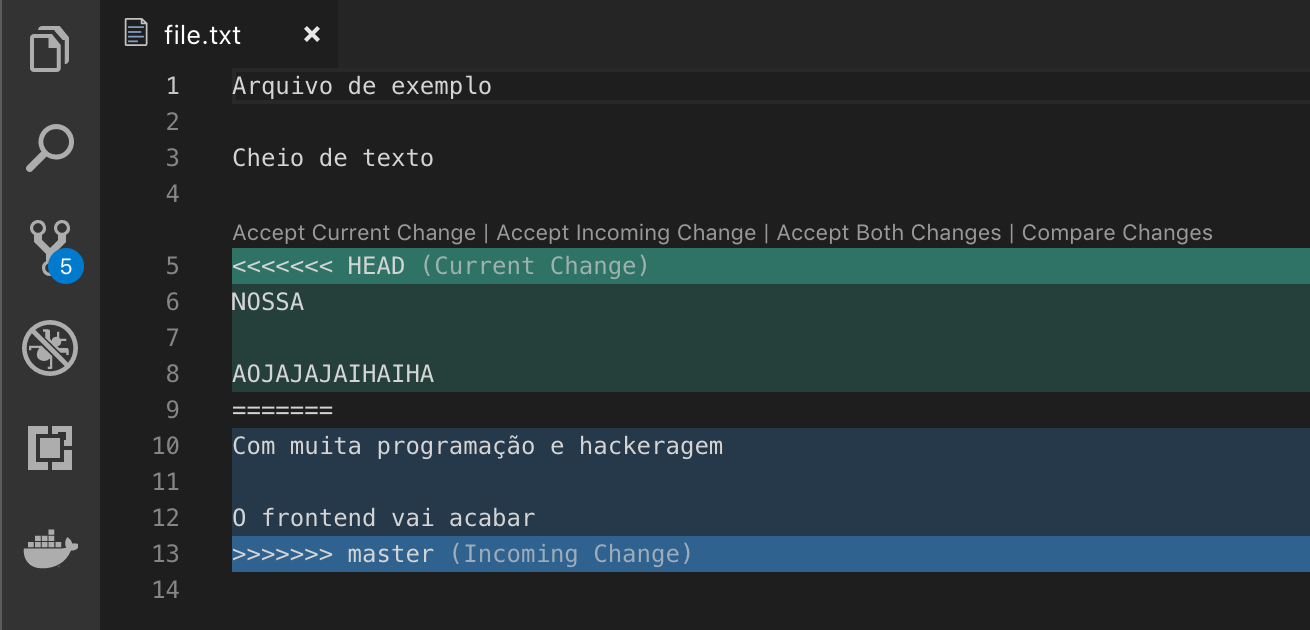 file.txt ×
1 Arquivo de exemplo
2
3 Cheio de texto
4
Accept Current Change | Accept Incoming Change | Accept Both Changes | Compare Changes
5 <<<<<<< HEAD (Current Change)
6 NOSSA
7
8 AOJAJAJAIHAIHA
9 =======
10 Com muita programação e hackeragem
11
12 O frontend vai acabar
13 >>>>>>> master (Incoming Change)
14
5